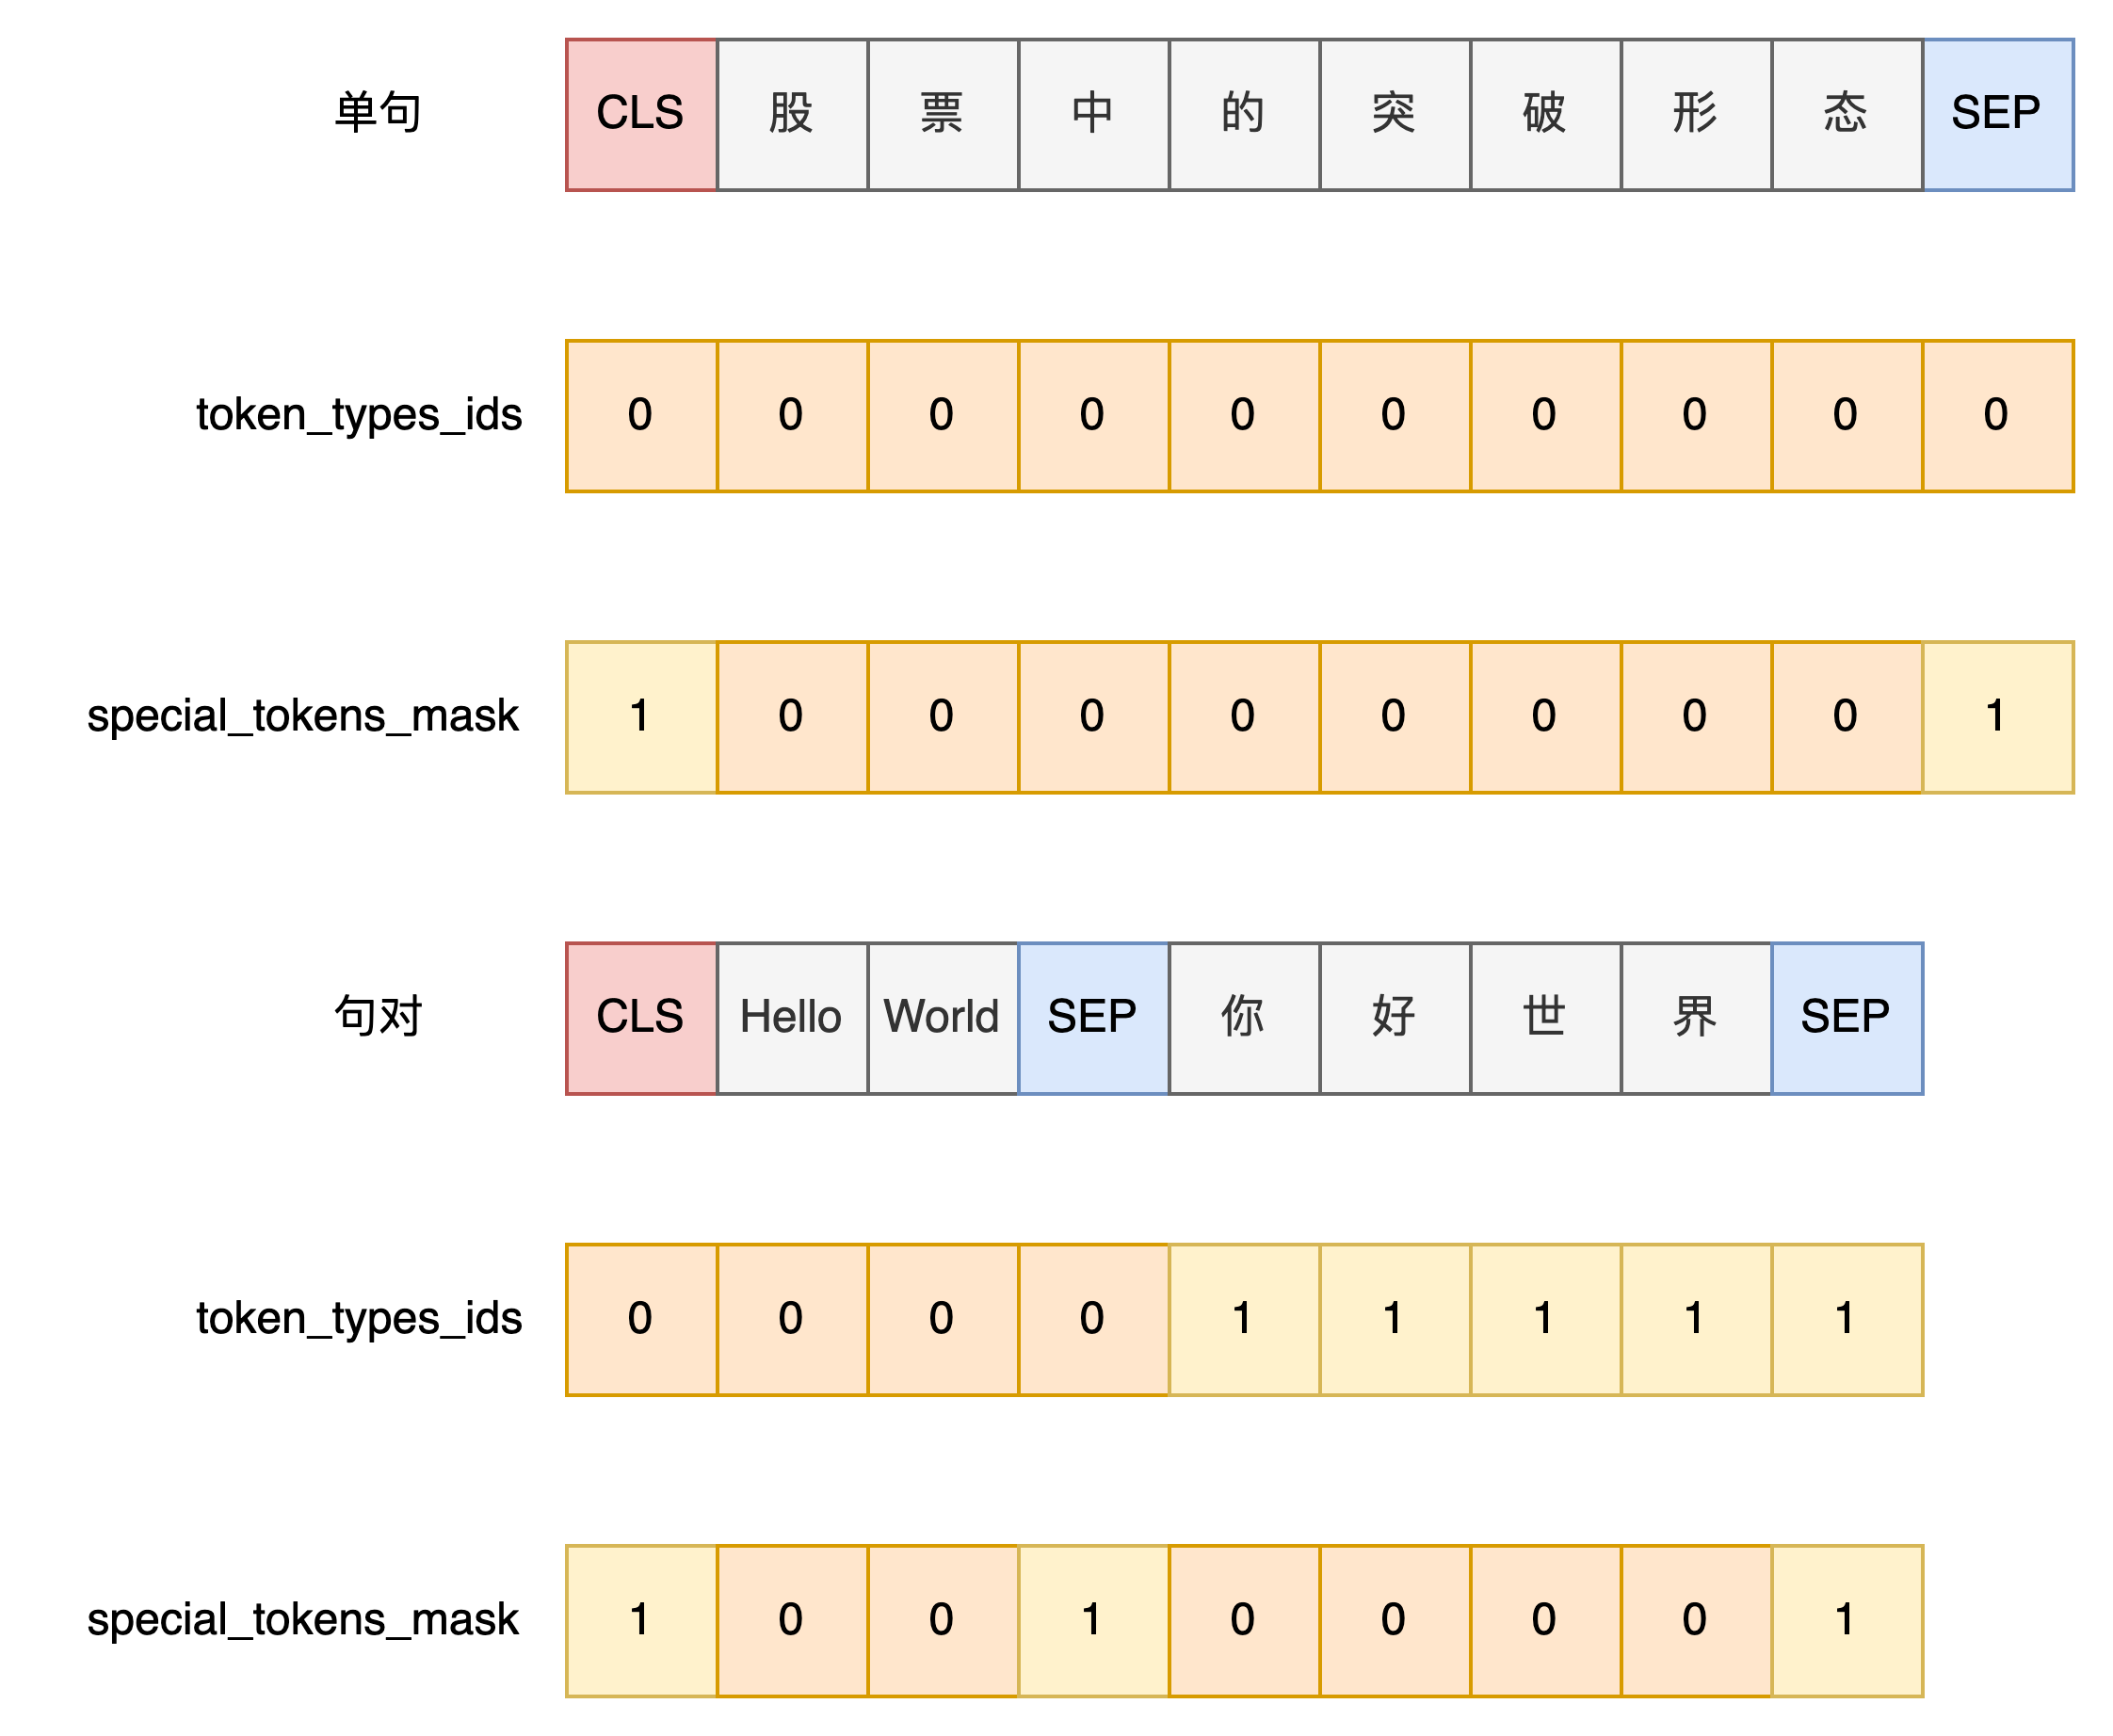 单句 CLS 股 票 中 的 突 破 形 态 SEP
token_types_ids 0 0 0 0 0 0 0 0 0 0
special_tokens_mask 1 0 0 0 0 0 0 0 0 1
句对 CLS Hello World SEP 你 好 世 界 SEP
token_types_ids 0 0 0 0 1 1 1 1 1
special_tokens_mask 1 0 0 1 0 0 0 0 1